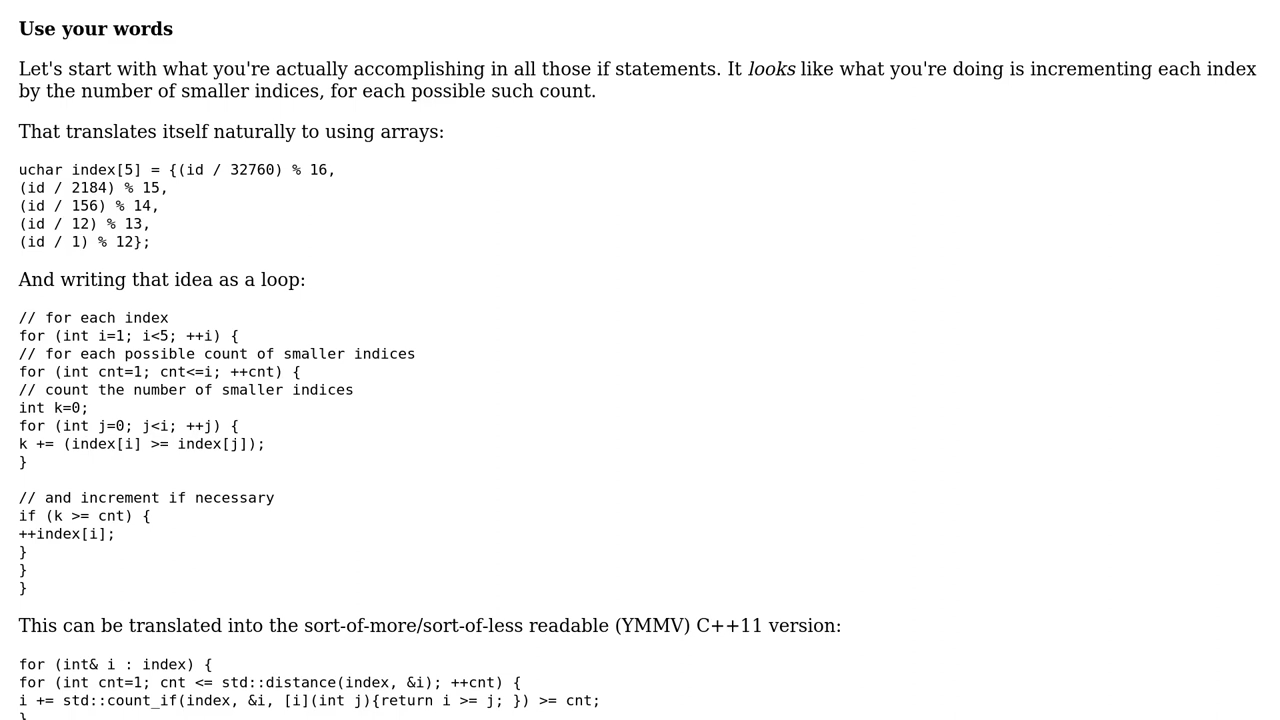 Use your words
Let's start with what you're actually accomplishing in all those if statements. It looks like what you're doing is incrementing each index
by the number of smaller indices, for each possible such count.
That translates itself naturally to using arrays:
uchar index[5] = {(id / 32760) % 16,
(id / 2184) % 15,
(id / 156) % 14,
(id / 12) % 13,
(id / 1) % 12};
And writing that idea as a loop:
// for each index
for (int i=1; i<5; ++i) {
// for each possible count of smaller indices
for (int cnt=1; cnt<=i; ++cnt) {
// count the number of smaller indices
int k=0;
for (int j=0; j<i; ++j) {
k += (index[i] >= index[j]);
}
// and increment if necessary
if (k >= cnt) {
++index[i];
}
}
}
This can be translated into the sort-of-more/sort-of-less readable (YMMV) C++11 version:
for (int& i : index) {
for (int cnt=1; cnt <= std::distance(index, &i); ++cnt) {
i += std::count_if(index, &i, [i](int j){return i >= j; }) >= cnt;
}